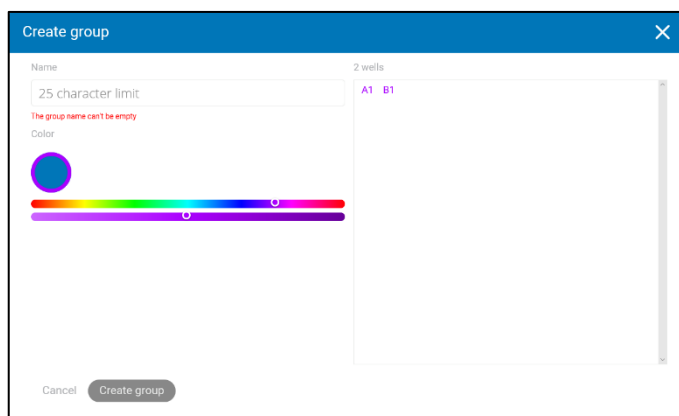 Create group
Name
25 character limit
The group name can't be empty
Color
2 wells
A1 B1
Cancel Create group